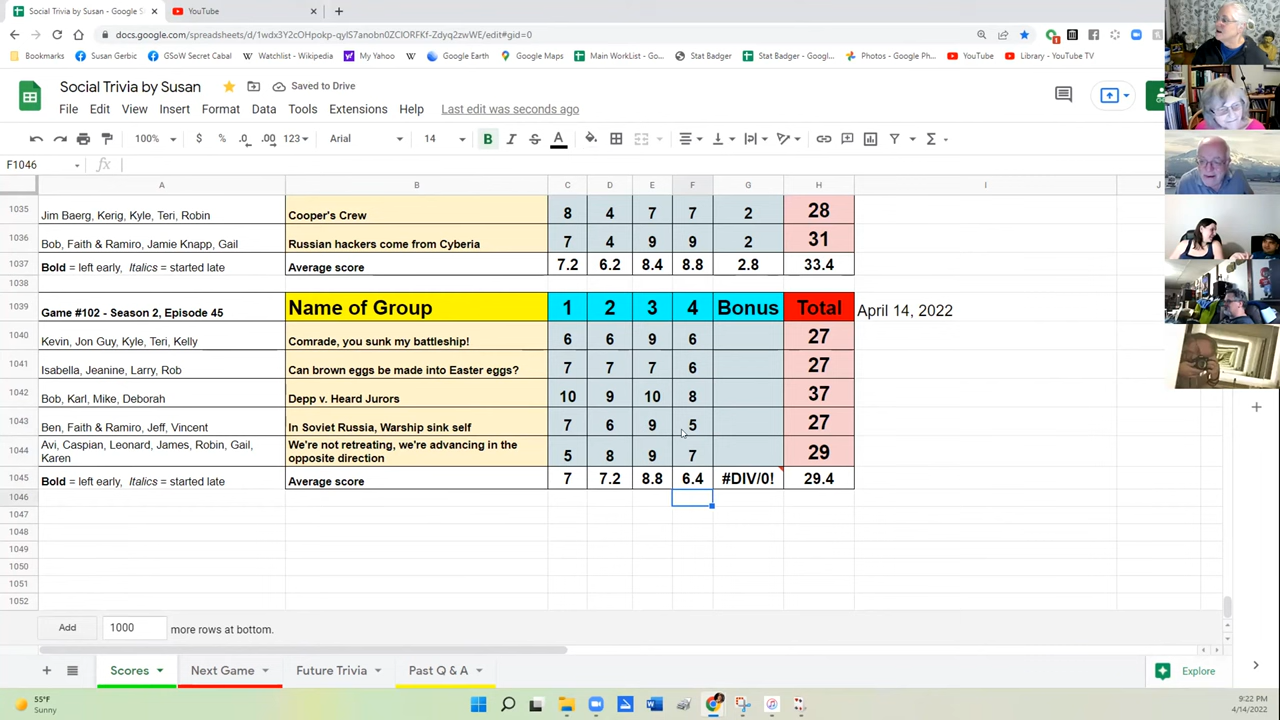 Social Trivia by Susan - Google S
YouTube
docs.google.com/spreadsheets/d/1wdx3Y2cOHpokp-qyIS7anobn0ZCIORFKf-Zdyq2zwWE/edit#gid=0
Bookmarks
Susan Gerbic
GSoW Secret Cabal
Watchlist - Wikipedia
My Yahoo
Google Earth
Google Maps
Main WorkList - Go...
Stat Badger
Stat Badger - Googl...
Photos - Google Ph...
YouTube
Library - YouTube TV
Social Trivia by Susan
Saved to Drive
File Edit View Insert Format Data Tools Extensions Help Last edit was seconds ago
100% $ % .0 .00 123 Arial 14 B I S A
F1046 fx
A B C D E F G H I J
1035 Jim Baerg, Kerig, Kyle, Teri, Robin Cooper's Crew 8 4 7 7 2 28
1036 Bob, Faith & Ramiro, Jamie Knapp, Gail Russian hackers come from Cyberia 7 4 9 9 2 31
1037 Bold = left early, Italics = started late Average score 7.2 6.2 8.4 8.8 2.8 33.4
1038
1039 Game #102 - Season 2, Episode 45 Name of Group 1 2 3 4 Bonus Total April 14, 2022
1040 Kevin, Jon Guy, Kyle, Teri, Kelly Comrade, you sunk my battleship! 6 6 9 6 27
1041 Isabella, Jeanine, Larry, Rob Can brown eggs be made into Easter eggs? 7 7 7 6 27
1042 Bob, Karl, Mike, Deborah Depp v. Heard Jurors 10 9 10 8 37
1043 Ben, Faith & Ramiro, Jeff, Vincent In Soviet Russia, Warship sink self 7 6 9 5 27
1044 Avi, Caspian, Leonard, James, Robin, Gail, Karen We're not retreating, we're advancing in the opposite direction 5 8 9 7 29
1045 Bold = left early, Italics = started late Average score 7 7.2 8.8 6.4 #DIV/0! 29.4
1046
1047
1048
1049
1050
1051
1052
Add 1000 more rows at bottom.
Scores
Next Game
Future Trivia
Past Q & A
Explore
55°F
Sunny
9:22 PM
4/14/2022